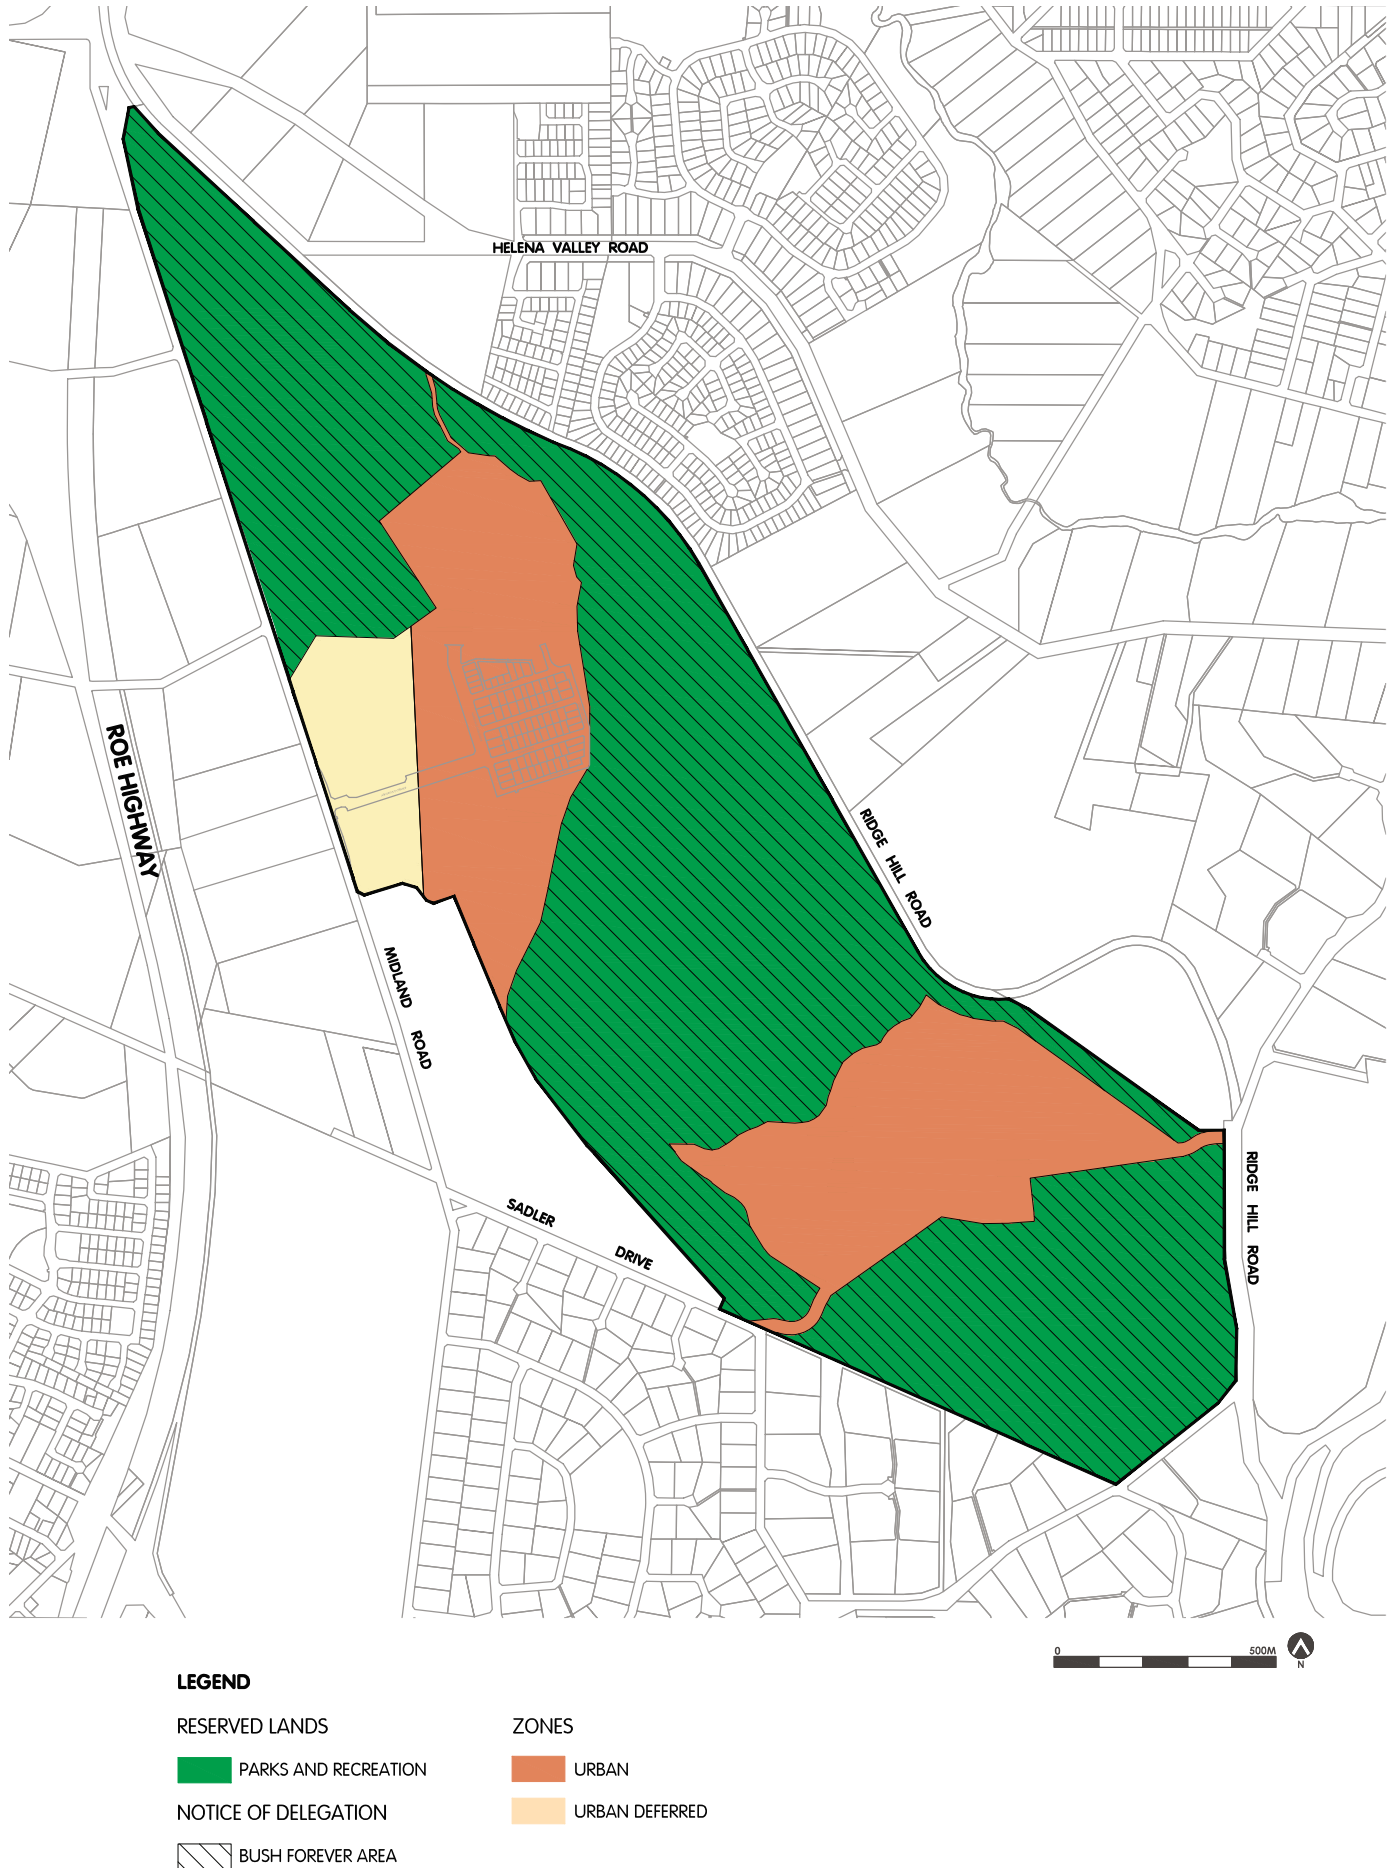 HELENA VALLEY ROAD
ROE HIGHWAY
RIDGE HILL ROAD
MIDLAND ROAD
RIDGE HILL ROAD
SADLER DRIVE
0 500M
N
LEGEND
RESERVED LANDS
ZONES
PARKS AND RECREATION
URBAN
NOTICE OF DELEGATION
URBAN DEFERRED
BUSH FOREVER AREA